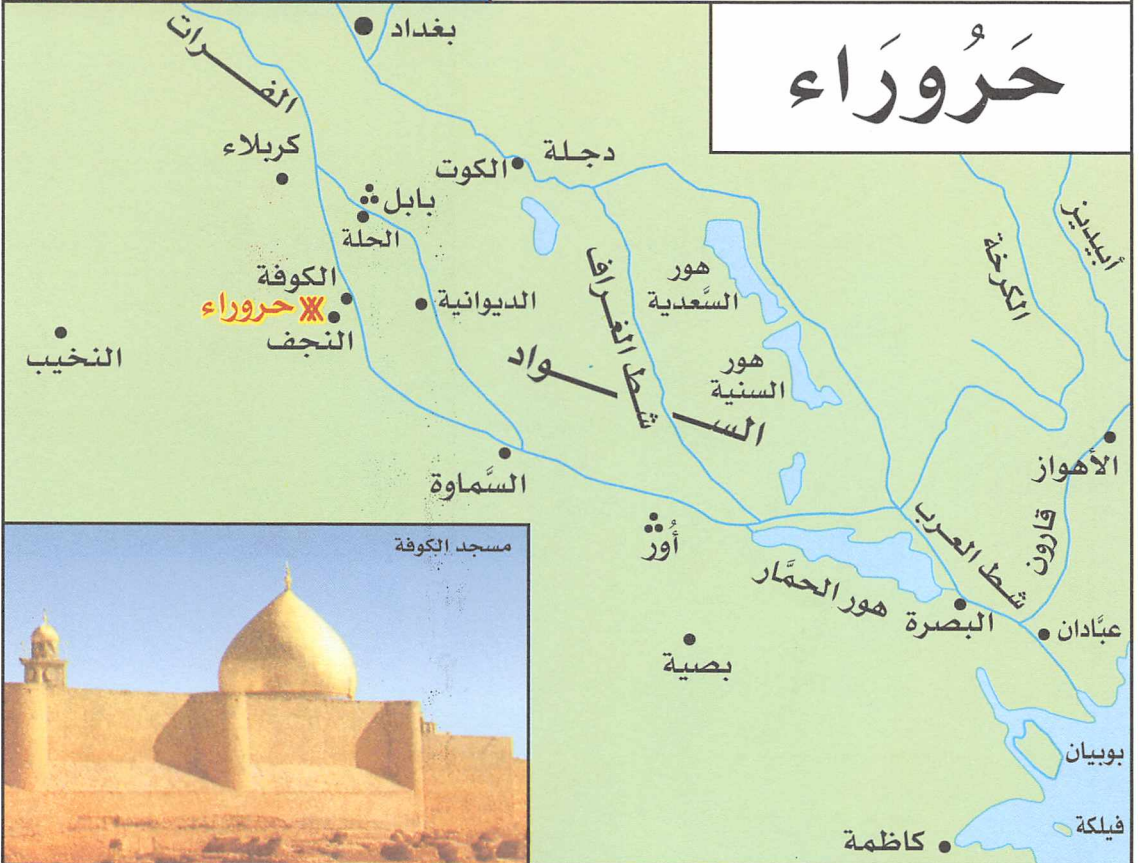 حَرُورَاء
بغداد
الفرات
كربلاء
دجلة
الكوت
بابل
الحلة
الكوفة
حروراء
النجف
الديوانية
النخيب
السَّماوة
شط الغراف
الســـواد
هور
السَّعدية
هور
السنية
الكرخة
أبيديز
الأهواز
قارون
شط العرب
أُور
هور الحمَّار
البصرة
عبَّادان
بصية
بوبيان
فيلكة
كاظمة
مسجد الكوفة